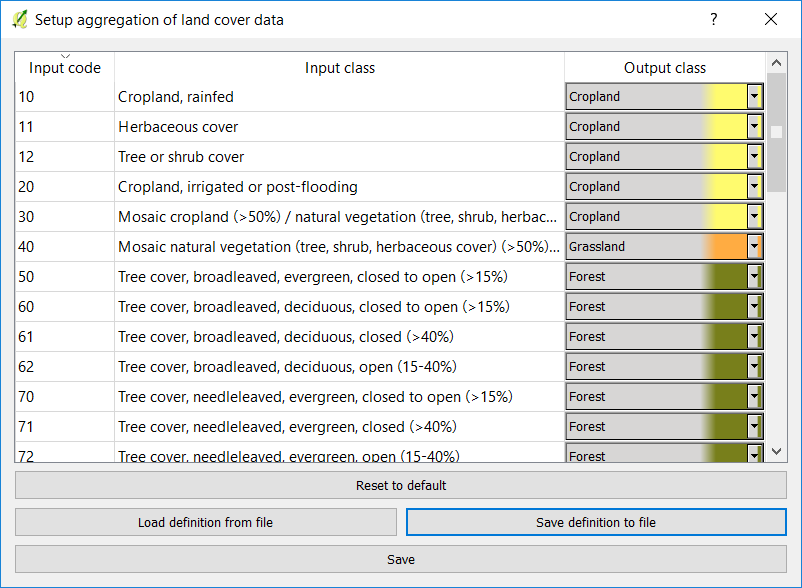 Setup aggregation of land cover data
?
Input code Input class Output class
10 Cropland, rainfed Cropland
11 Herbaceous cover Cropland
12 Tree or shrub cover Cropland
20 Cropland, irrigated or post-flooding Cropland
30 Mosaic cropland (>50%) / natural vegetation (tree, shrub, herbac... Cropland
40 Mosaic natural vegetation (tree, shrub, herbaceous cover) (>50%)... Grassland
50 Tree cover, broadleaved, evergreen, closed to open (>15%) Forest
60 Tree cover, broadleaved, deciduous, closed to open (>15%) Forest
61 Tree cover, broadleaved, deciduous, closed (>40%) Forest
62 Tree cover, broadleaved, deciduous, open (15-40%) Forest
70 Tree cover, needleleaved, evergreen, closed to open (>15%) Forest
71 Tree cover, needleleaved, evergreen, closed (>40%) Forest
72 Tree cover, needleleaved, evergreen, open (15-40%) Forest
Reset to default
Load definition from file Save definition to file
Save